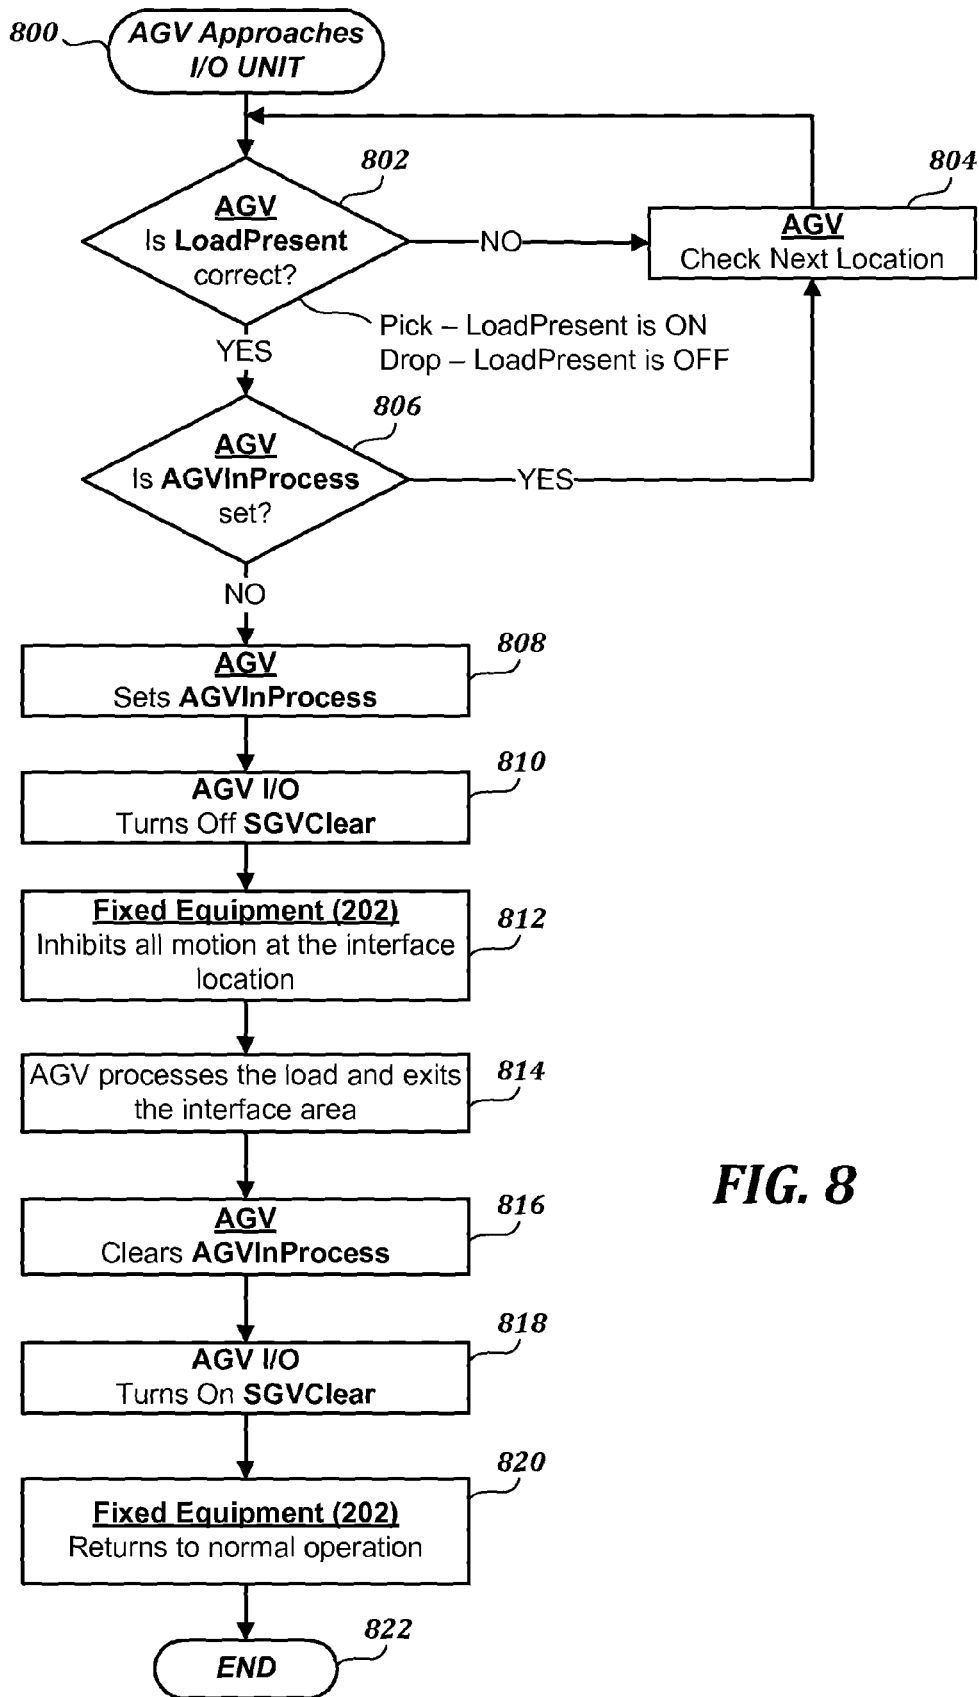 800
AGV Approaches
I/O UNIT
802
AGV
Is LoadPresent
correct?
NO
804
AGV
Check Next Location
Pick – LoadPresent is ON
Drop – LoadPresent is OFF
YES
806
AGV
Is AGVInProcess
set?
YES
NO
808
AGV
Sets AGVInProcess
810
AGV I/O
Turns Off SGVClear
812
Fixed Equipment (202)
Inhibits all motion at the interface
location
814
AGV processes the load and exits
the interface area
FIG. 8
816
AGV
Clears AGVInProcess
818
AGV I/O
Turns On SGVClear
820
Fixed Equipment (202)
Returns to normal operation
822
END